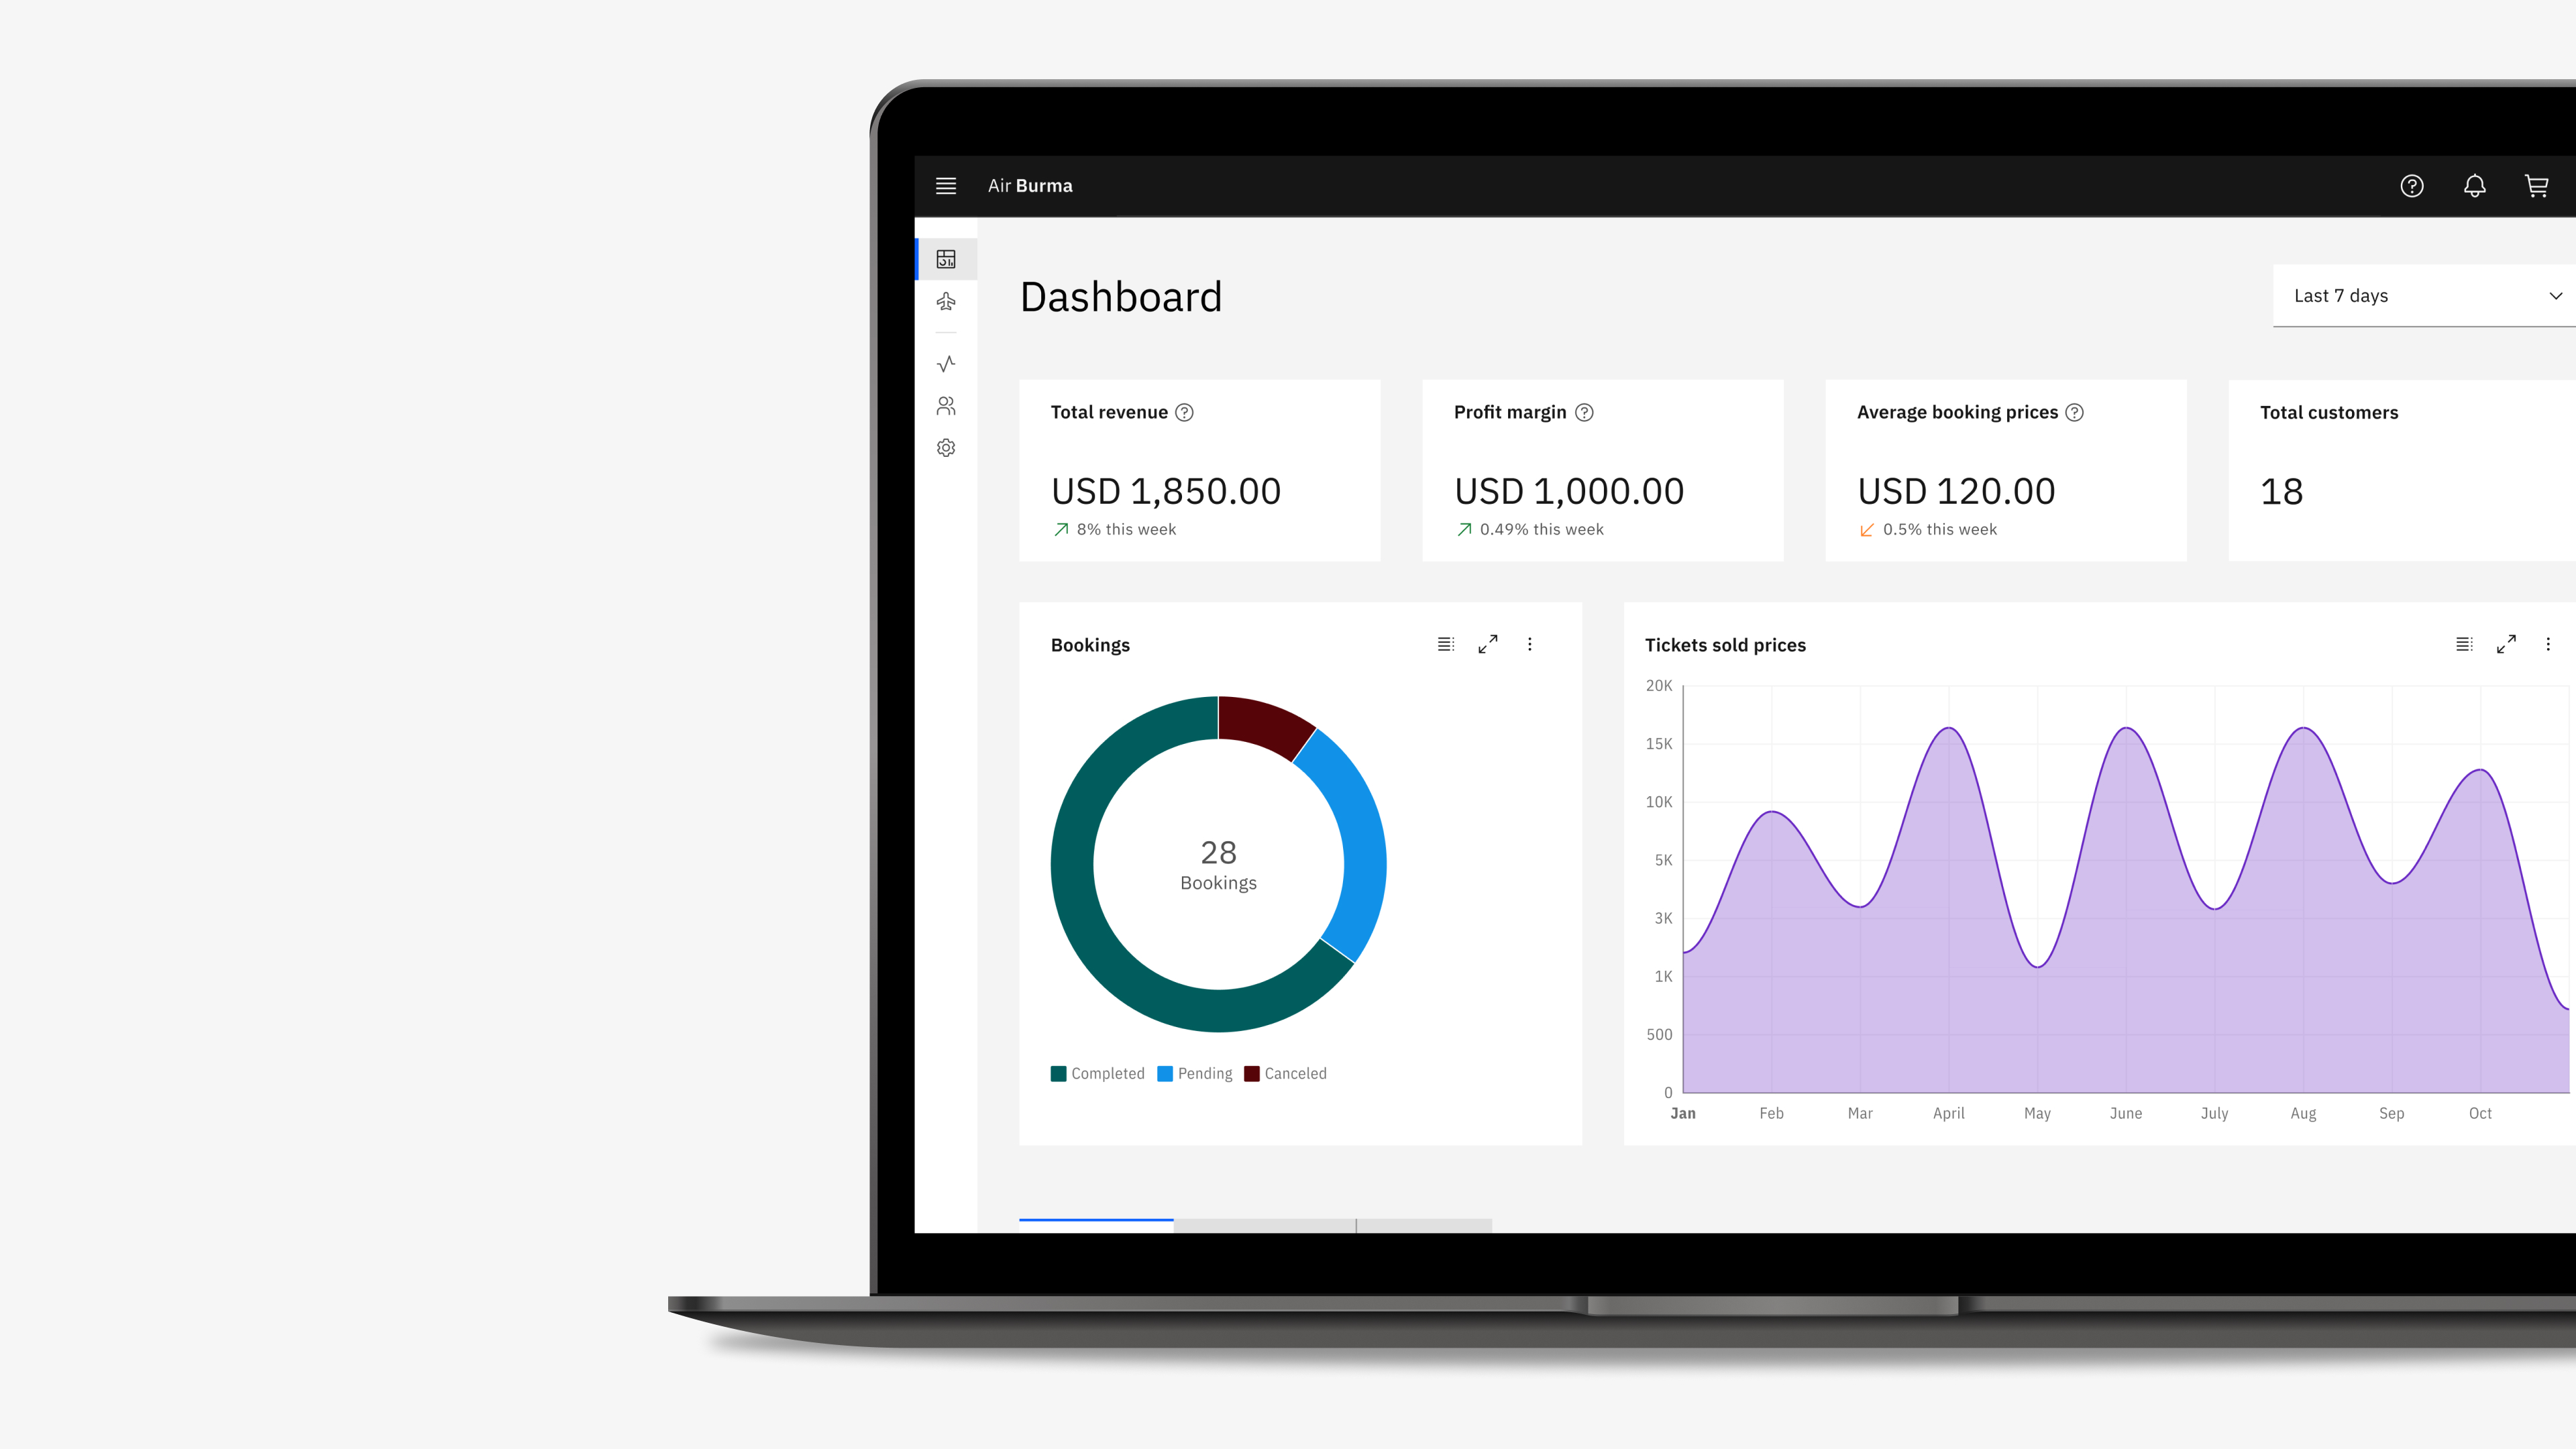 Air Burma
Dashboard
Last 7 days
Total revenue
USD 1,850.00
8% this week
Profit margin
USD 1,000.00
0.49% this week
Average booking prices
USD 120.00
0.5% this week
Total customers
18
Bookings
28
Bookings
Completed Pending Canceled
Tickets sold prices
20K
15K
10K
5K
3K
1K
500
0
Jan Feb Mar April May June July Aug Sep Oct